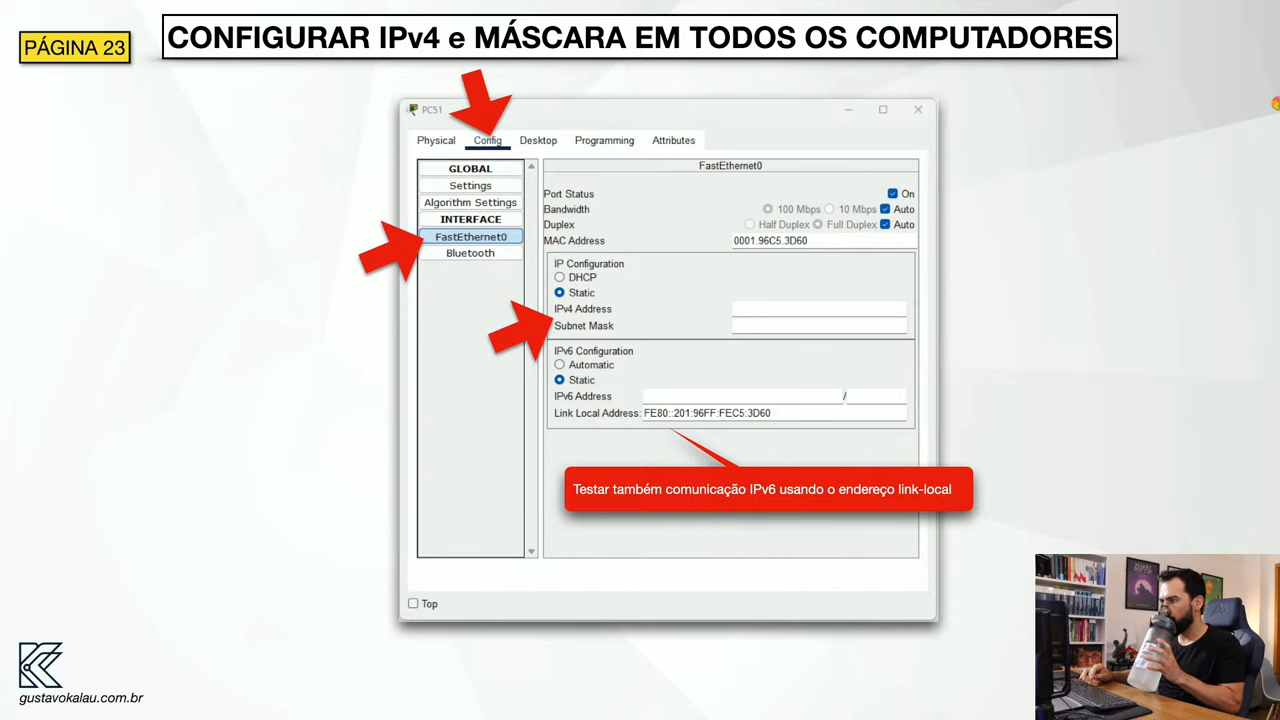 PÁGINA 23
CONFIGURAR IPv4 e MÁSCARA EM TODOS OS COMPUTADORES
PC51
Physical Config Desktop Programming Attributes
GLOBAL
Settings
Algorithm Settings
INTERFACE
FastEthernet0
Bluetooth
FastEthernet0
Port Status On
Bandwidth 100 Mbps 10 Mbps Auto
Duplex Half Duplex Full Duplex Auto
MAC Address 0001.96C5.3D60
IP Configuration
DHCP
Static
IPv4 Address
Subnet Mask
IPv6 Configuration
Automatic
Static
IPv6 Address /
Link Local Address: FE80::201:96FF:FEC5:3D60
Testar também comunicação IPv6 usando o endereço link-local
Top
gustavokalau.com.br